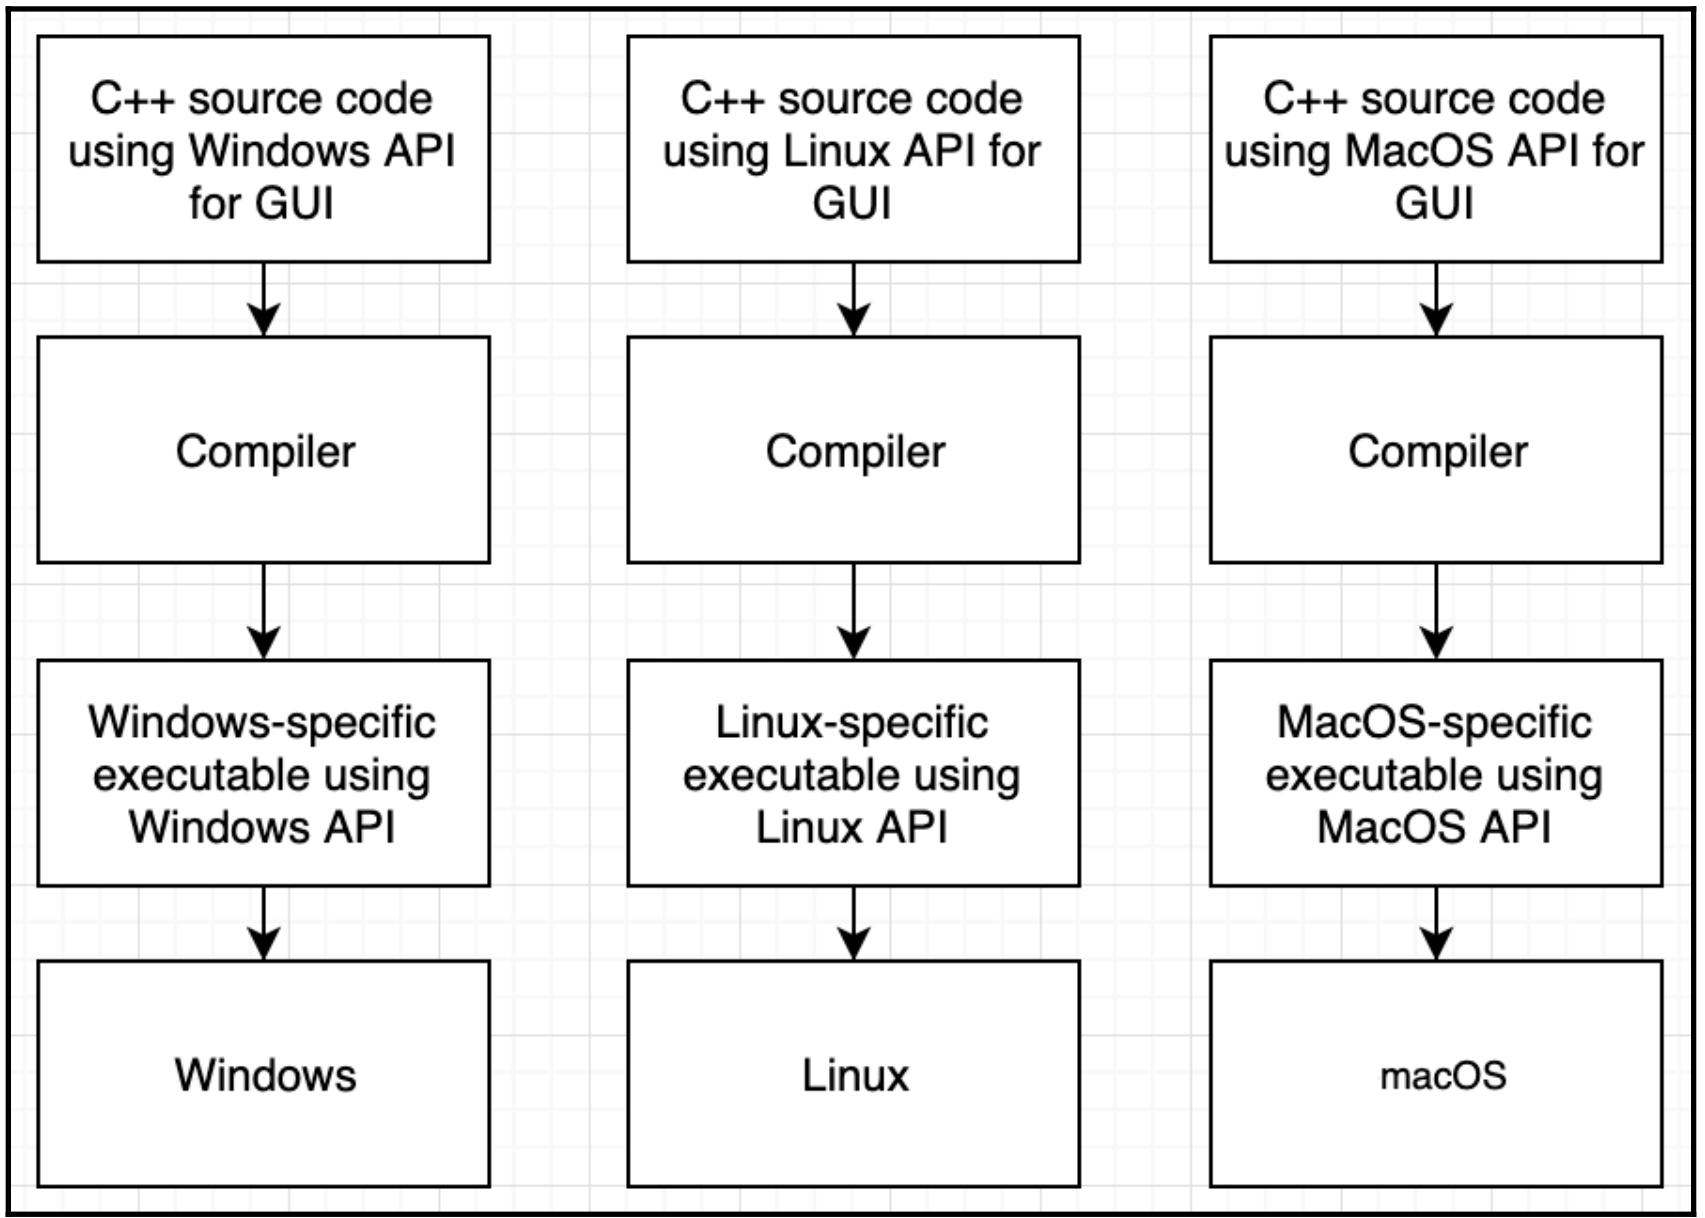 C++ source code
using Windows API
for GUI
C++ source code
using Linux API for
GUI
C++ source code
using MacOS API for
GUI
Compiler
Compiler
Compiler
Windows-specific
executable using
Windows API
Linux-specific
executable using
Linux API
MacOS-specific
executable using
MacOS API
Windows
Linux
macOS